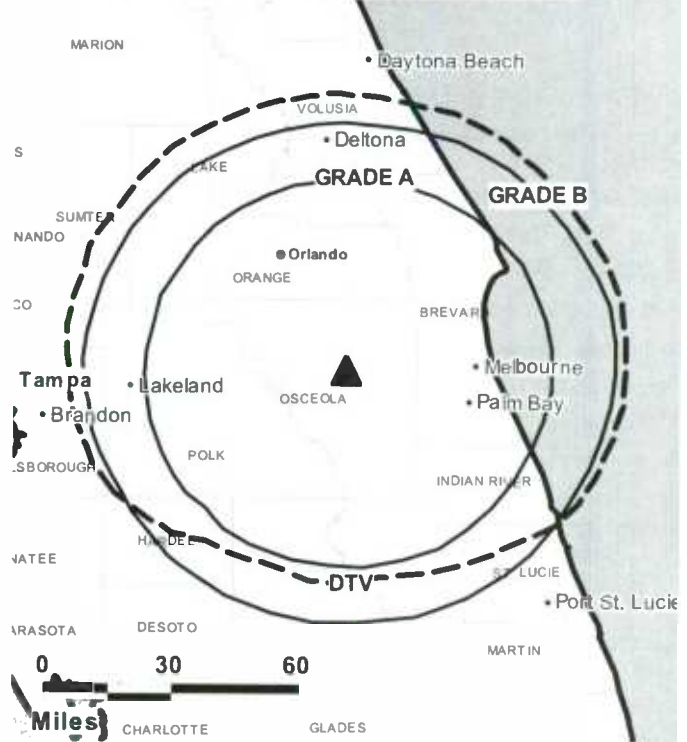 MARION
Daytona Beach
VOLUSIA
Deltona
S
LAKE
GRADE A
GRADE B
SUMTER
NANDO
Orlando
ORANGE
CO
BREVAR
Melbourne
Tampa
Lakeland
OSCEOLA
Palm Bay
Brandon
POLK
LSBOROUGH
INDIAN RIVER
HARDEE
NATEE
DTV
ST. LUCIE
Port St. Lucie
ARASOTA
DESOTO
MARTIN
0 30 60
Miles
CHARLOTTE
GLADES